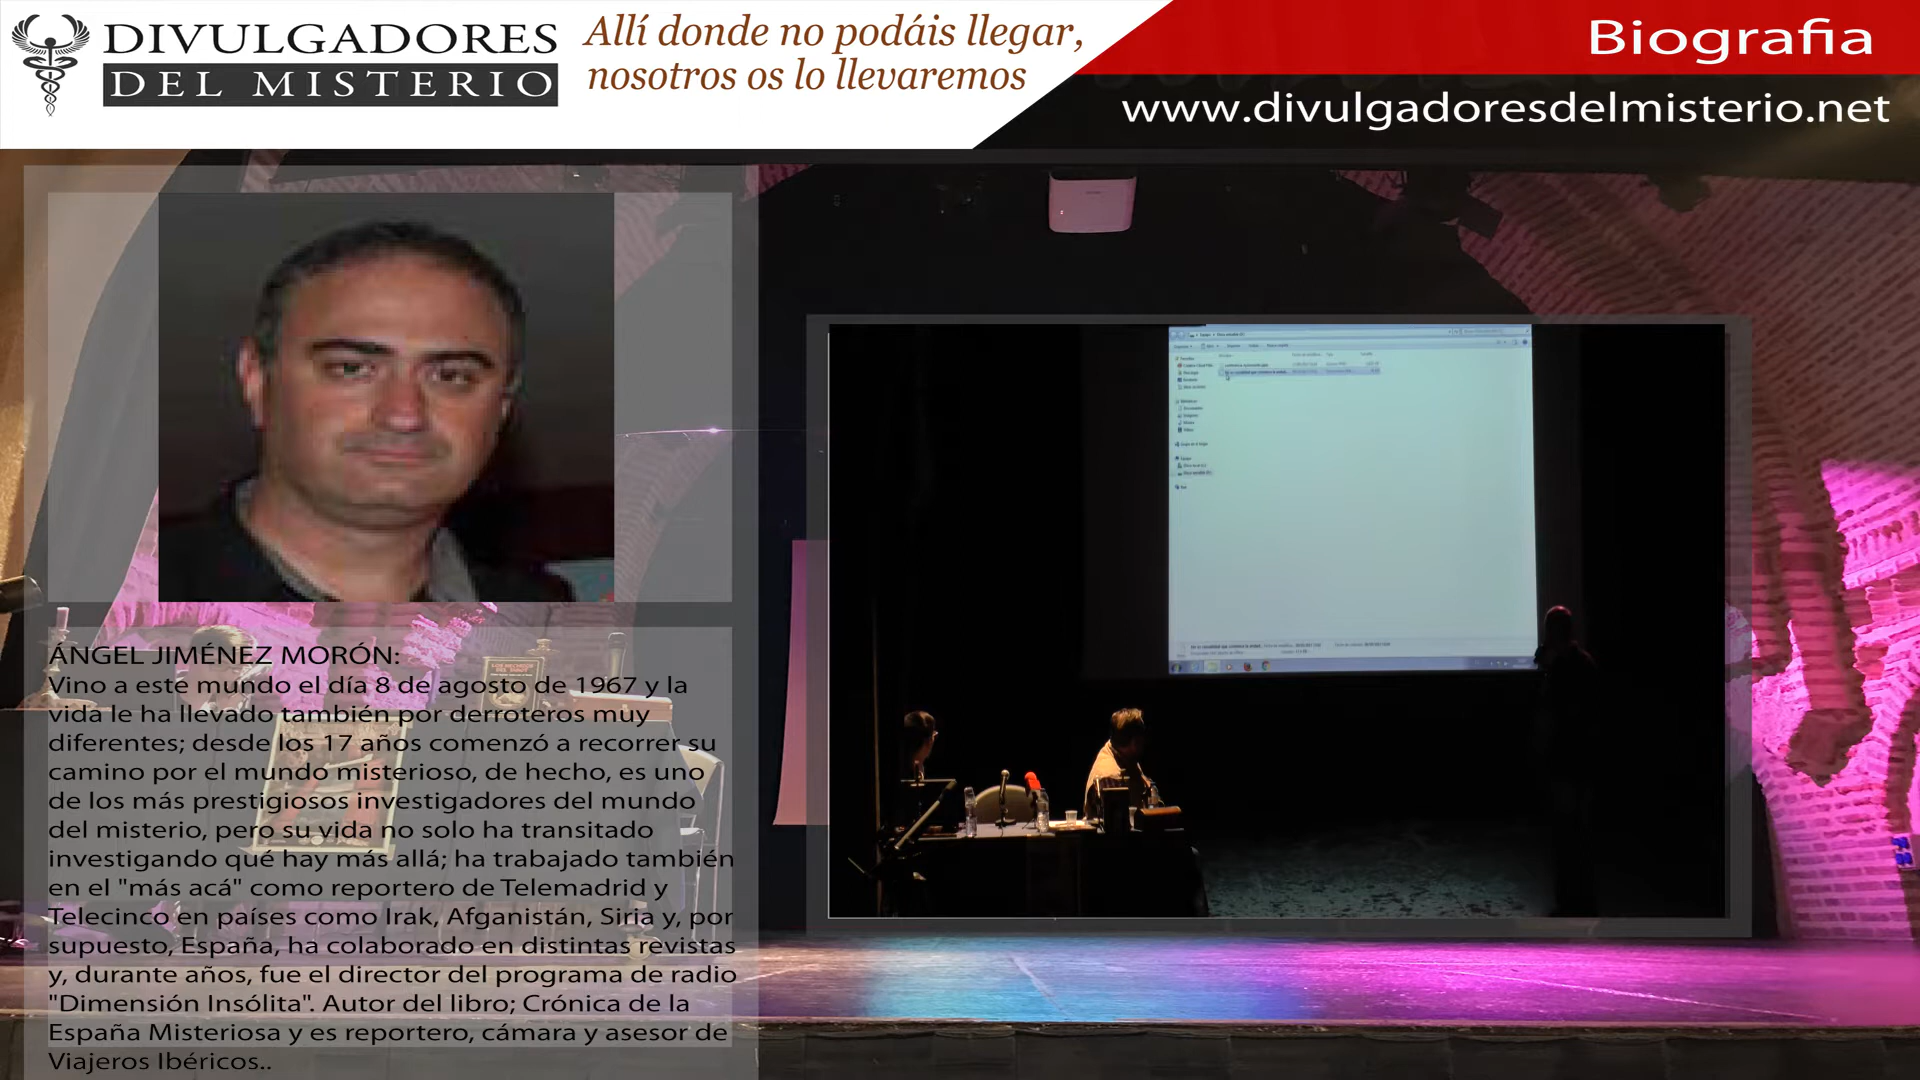 DIVULGADORES
DEL MISTERIO
Allí donde no podáis llegar,
nosotros os lo llevaremos
Biografia
www.divulgadoresdelmisterio.net
ÁNGEL JIMÉNEZ MORÓN:
Vino a este mundo el día 8 de agosto de 1967 y la
vida le ha llevado también por derroteros muy
diferentes; desde los 17 años comenzó a recorrer su
camino por el mundo misterioso, de hecho, es uno
de los más prestigiosos investigadores del mundo
del misterio, pero su vida no solo ha transitado
investigando qué hay más allá; ha trabajado también
en el "más acá" como reportero de Telemadrid y
Telecinco en países como Irak, Afganistán, Siria y, por
supuesto, España, ha colaborado en distintas revistas
y, durante años, fue el director del programa de radio
"Dimensión Insólita". Autor del libro; Crónica de la
España Misteriosa y es reportero, cámara y asesor de
Viajeros Ibéricos..